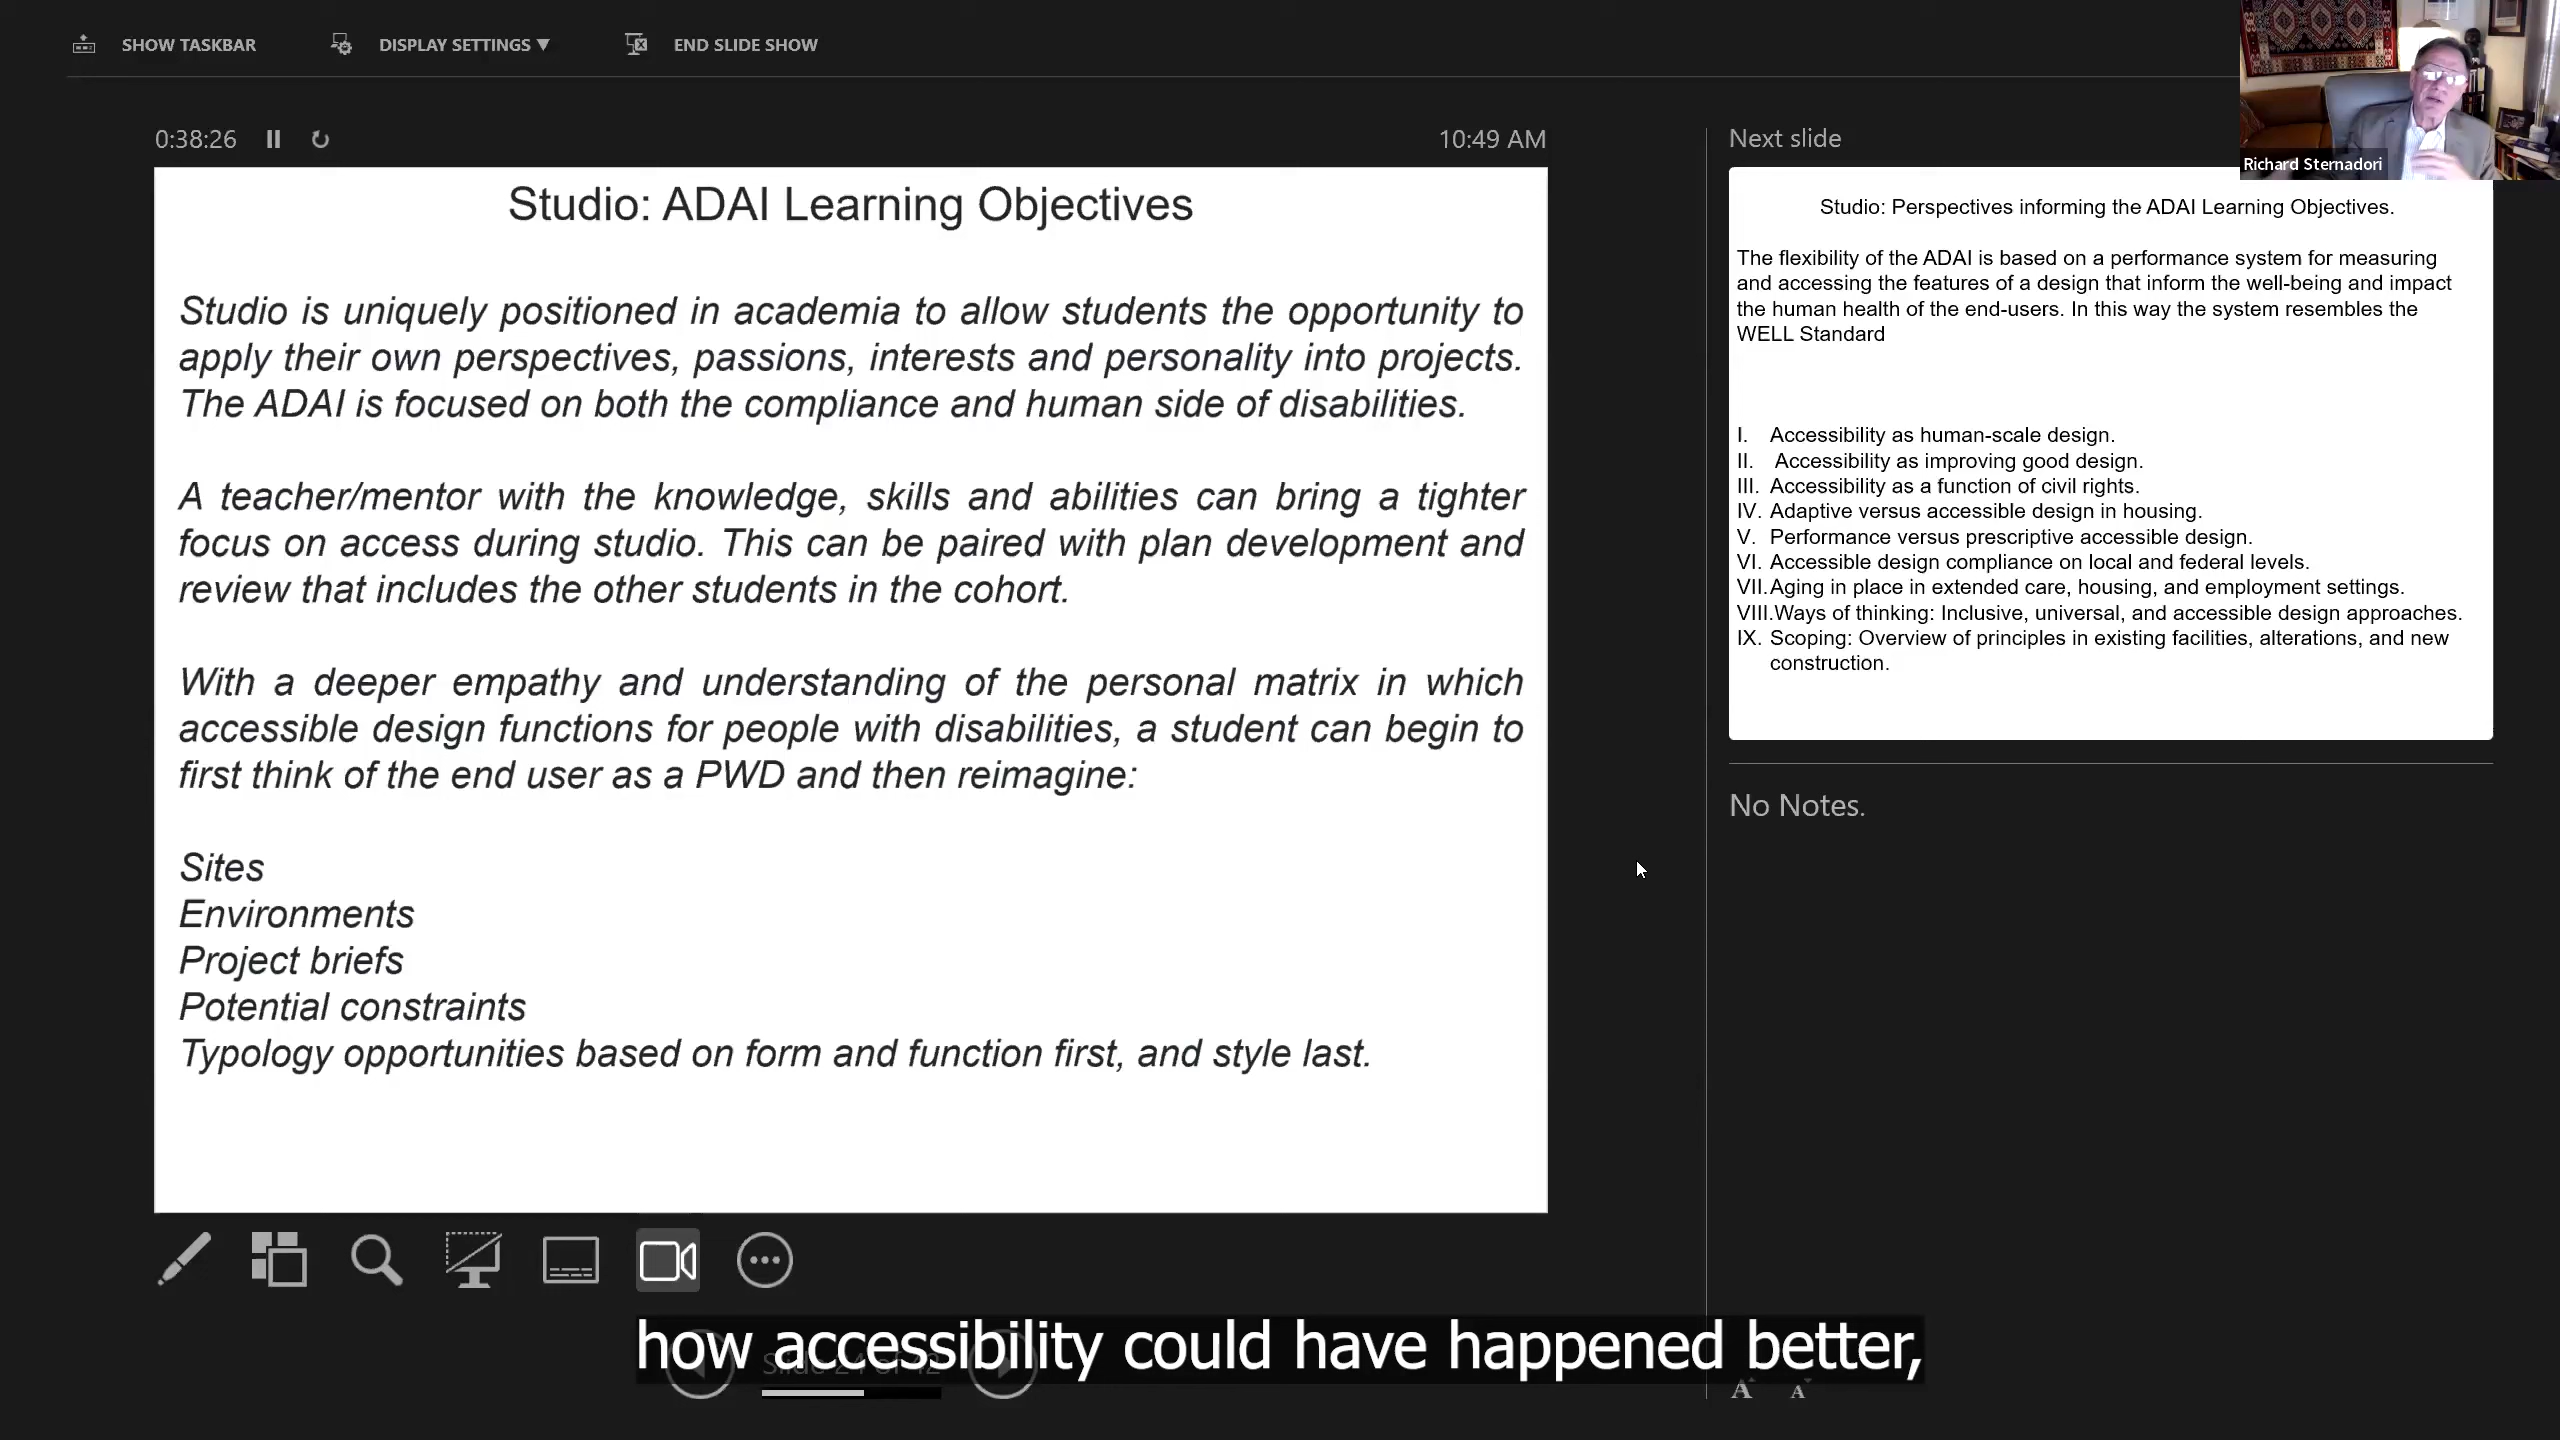 SHOW TASKBAR DISPLAY SETTINGS ▼ END SLIDE SHOW
0:38:26 10:49 AM
Studio: ADAI Learning Objectives
Studio is uniquely positioned in academia to allow students the opportunity to
apply their own perspectives, passions, interests and personality into projects.
The ADAI is focused on both the compliance and human side of disabilities.
A teacher/mentor with the knowledge, skills and abilities can bring a tighter
focus on access during studio. This can be paired with plan development and
review that includes the other students in the cohort.
With a deeper empathy and understanding of the personal matrix in which
accessible design functions for people with disabilities, a student can begin to
first think of the end user as a PWD and then reimagine:
Sites
Environments
Project briefs
Potential constraints
Typology opportunities based on form and function first, and style last.
Next slide
Richard Sternadori
Studio: Perspectives informing the ADAI Learning Objectives.
The flexibility of the ADAI is based on a performance system for measuring
and accessing the features of a design that inform the well-being and impact
the human health of the end-users. In this way the system resembles the
WELL Standard
I. Accessibility as human-scale design.
II. Accessibility as improving good design.
III. Accessibility as a function of civil rights.
IV. Adaptive versus accessible design in housing.
V. Performance versus prescriptive accessible design.
VI. Accessible design compliance on local and federal levels.
VII.Aging in place in extended care, housing, and employment settings.
VIII.Ways of thinking: Inclusive, universal, and accessible design approaches.
IX. Scoping: Overview of principles in existing facilities, alterations, and new
construction.
No Notes.
Slide 24 of 42
how accessibility could have happened better,
A A